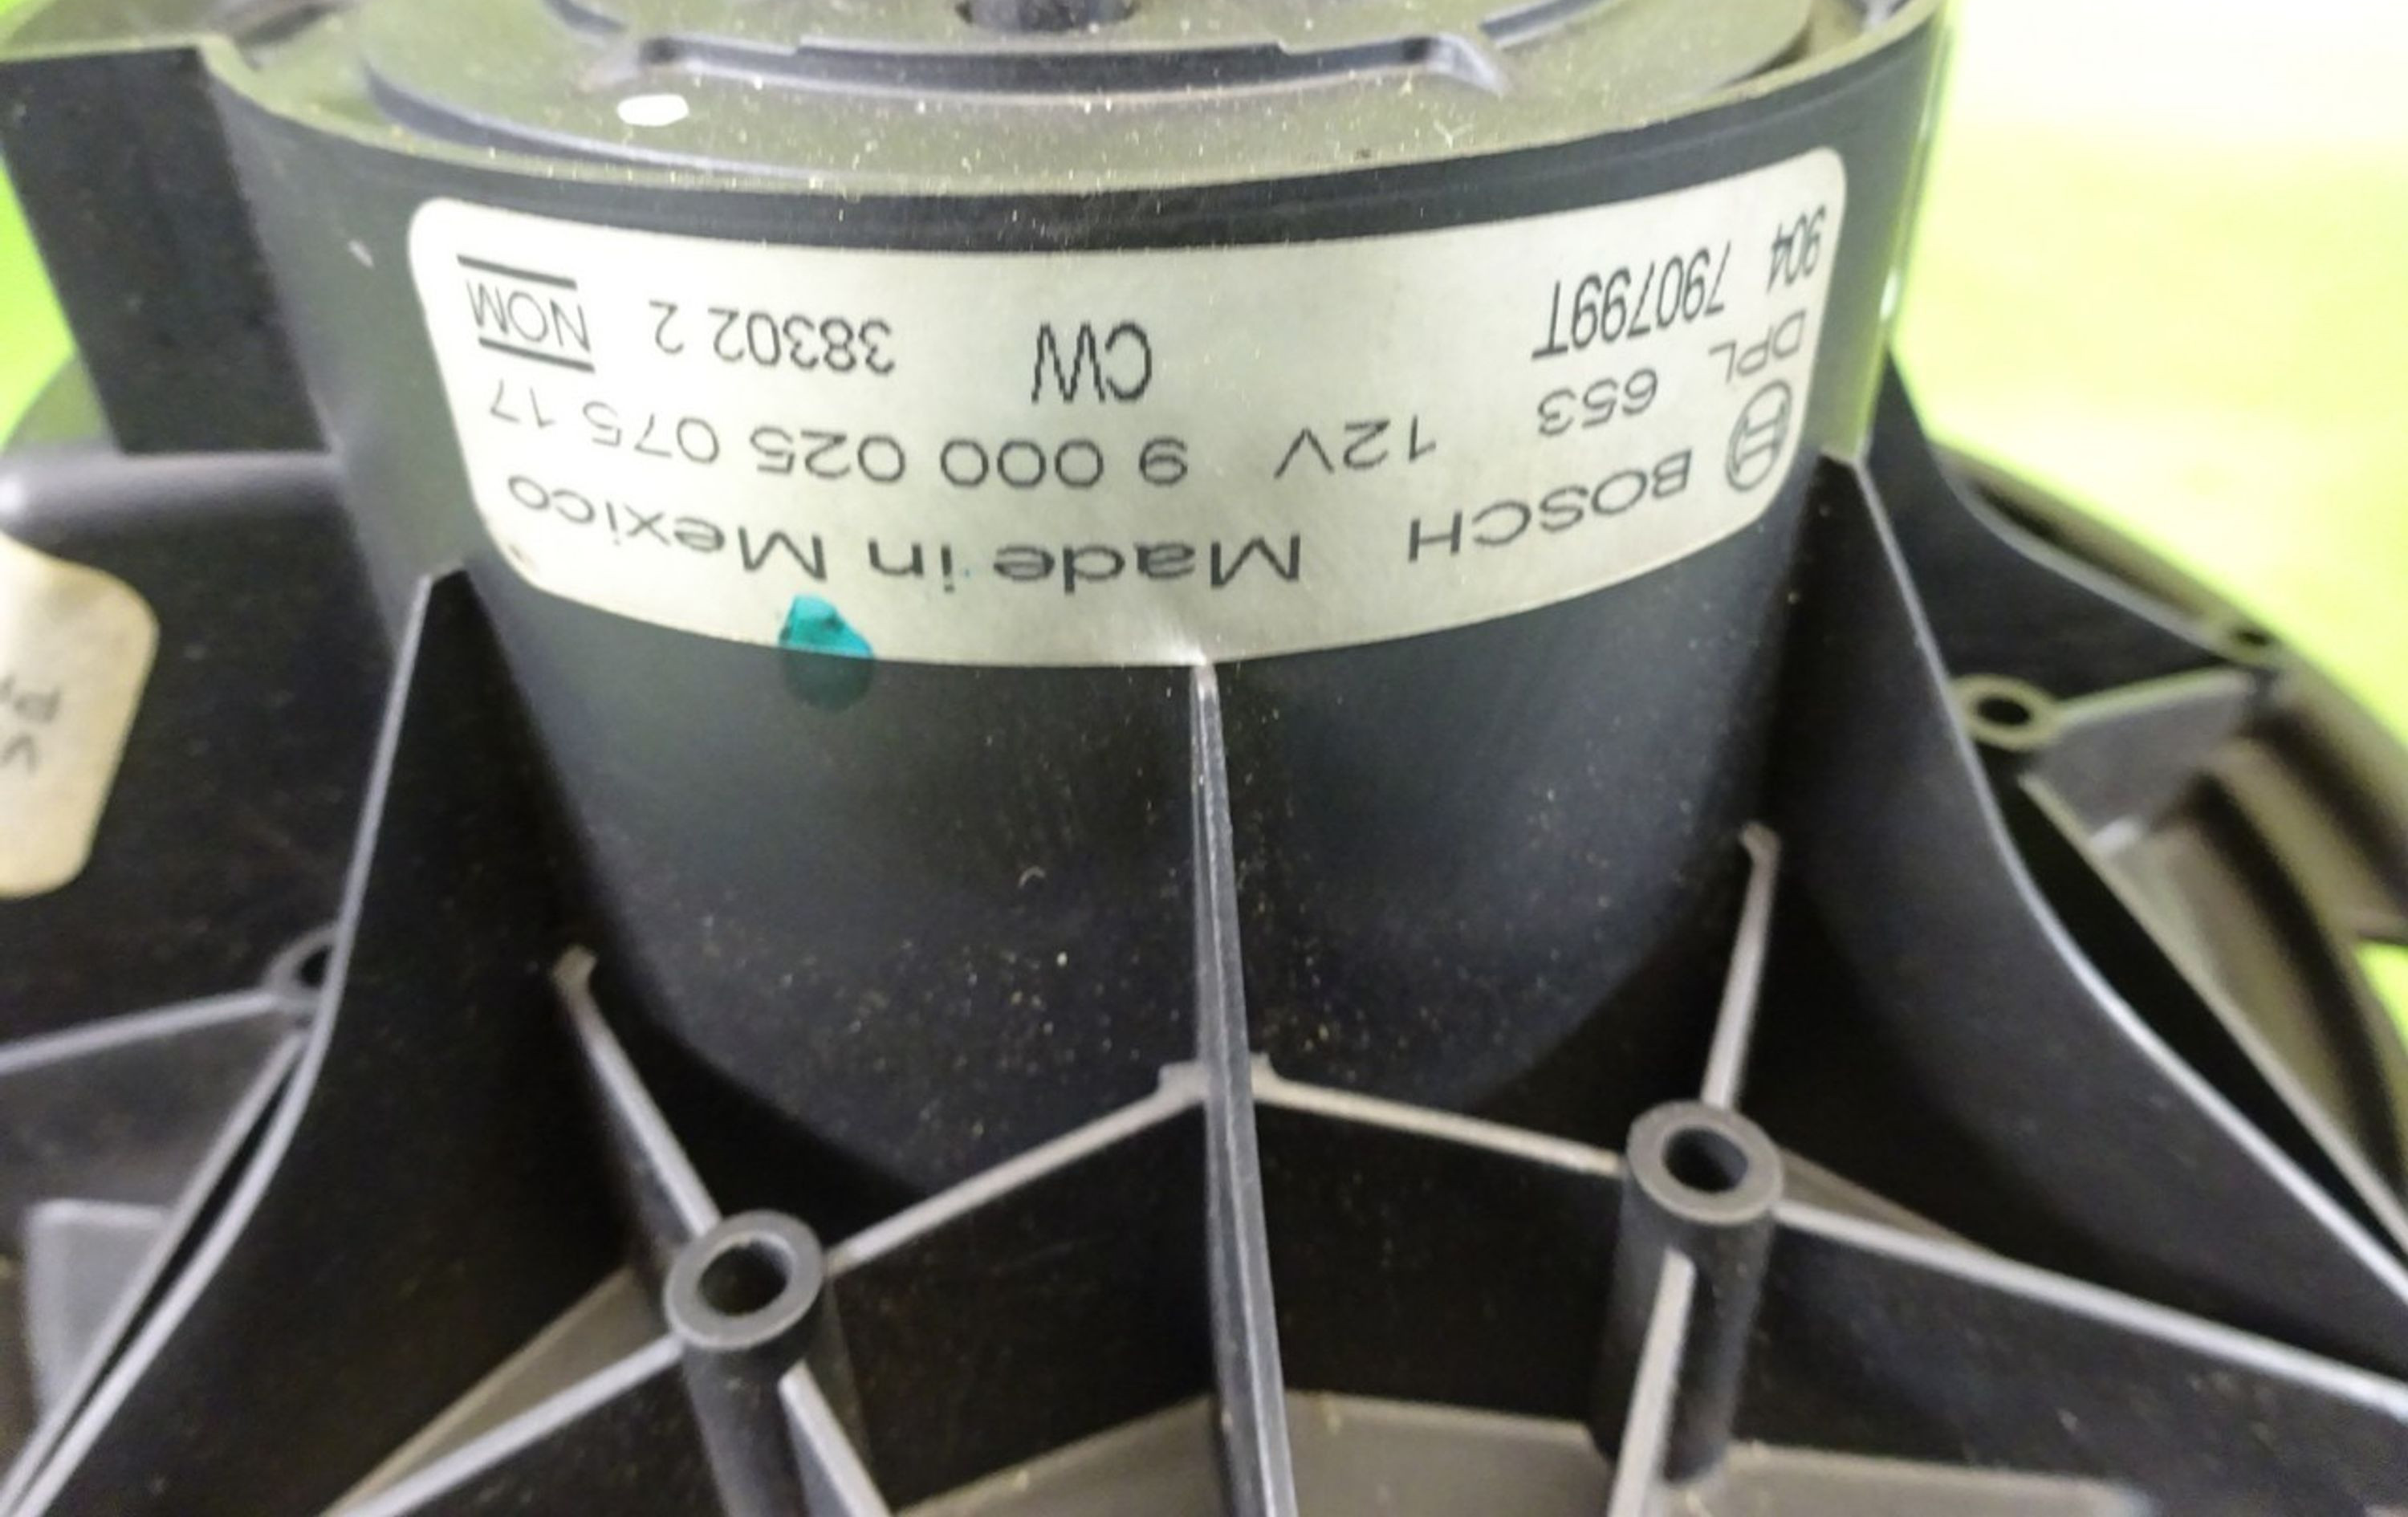 BOSCH Made in Mexico
DPL 653 12V 9 000 025 075 17
904 790799T CW 38302 2 NOM